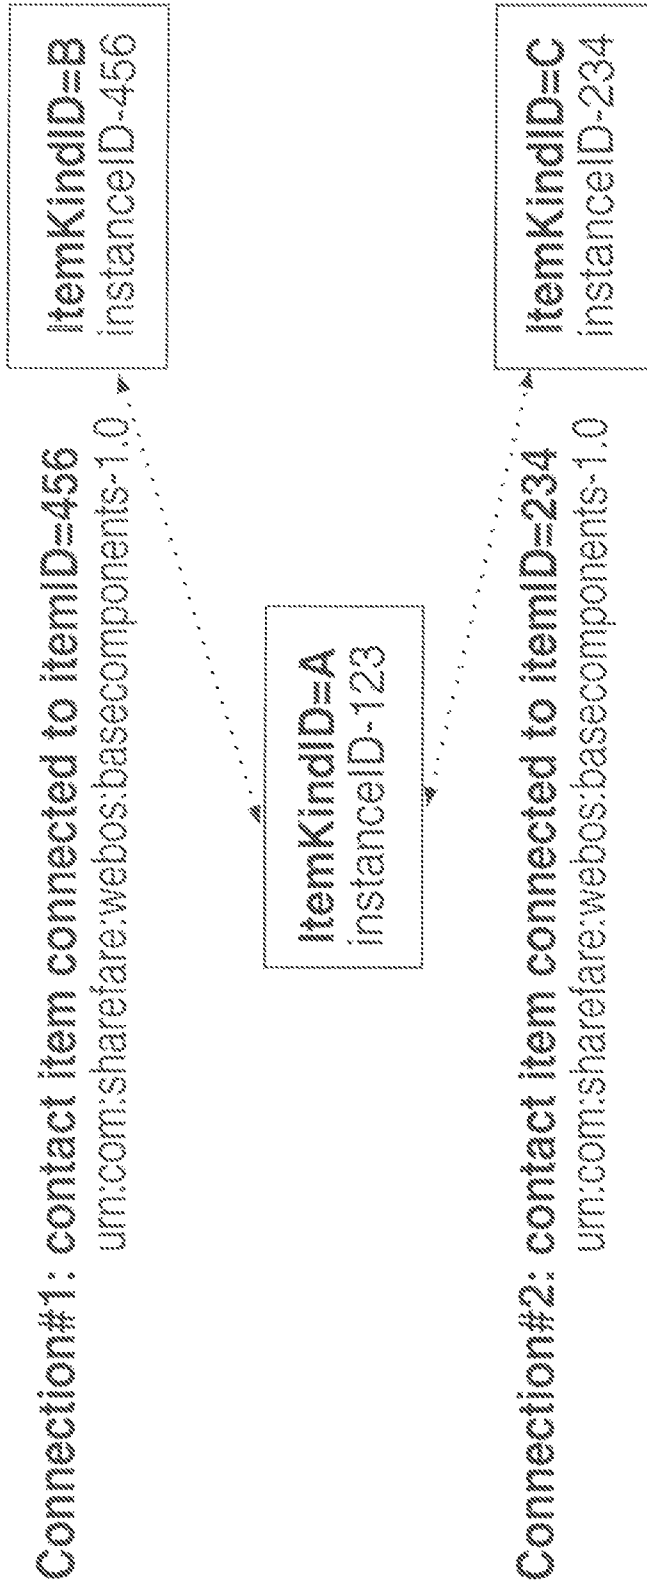 Connection#1: contact item connected to itemID=456
urn:com:sharefare:webos:basecomponents-1.0
ItemKindID=B
instanceID-456
ItemKindID=A
instanceID-123
Connection#2: contact item connected to itemID=234
urn:com:sharefare:webos:basecomponents-1.0
ItemKindID=C
instanceID-234